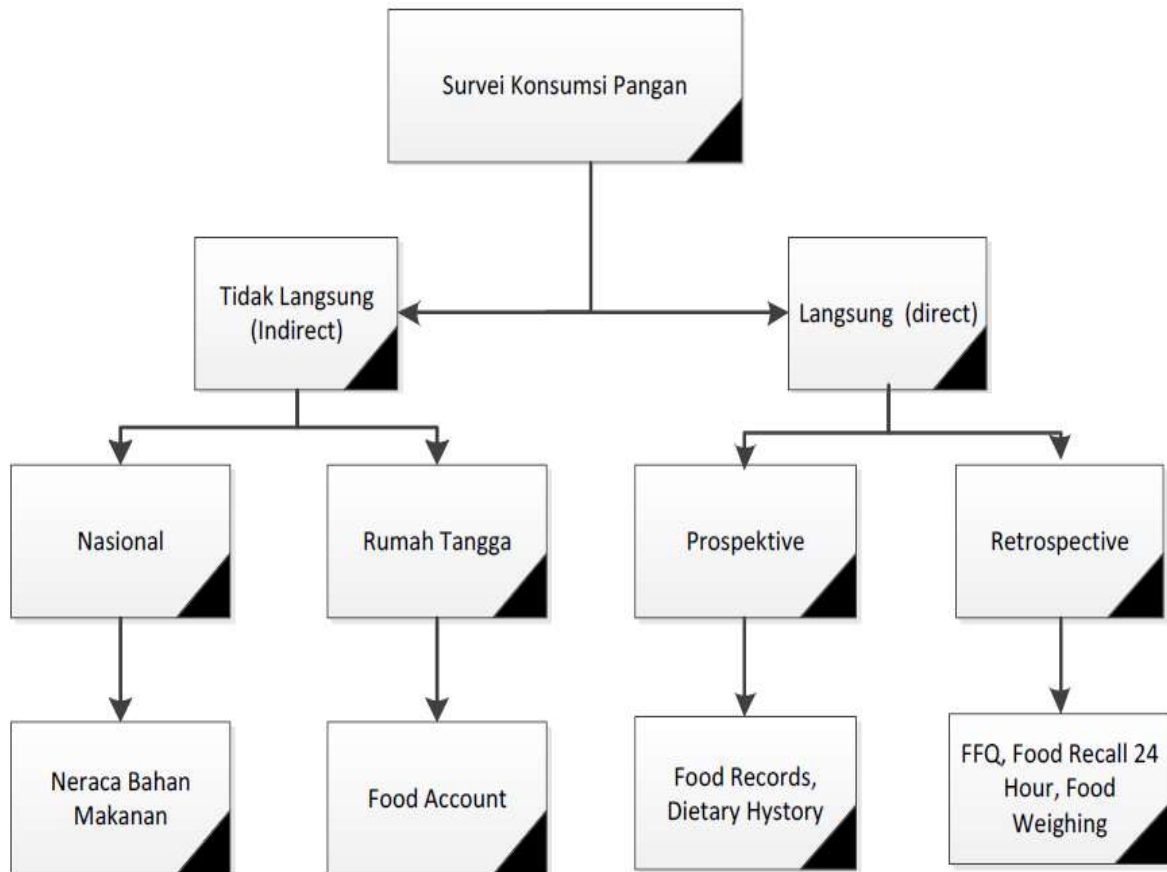 Survei Konsumsi Pangan
Tidak Langsung
(Indirect)
Langsung (direct)
Nasional
Rumah Tangga
Prospektive
Retrospective
Neraca Bahan
Makanan
Food Account
Food Records,
Dietary Hystory
FFQ, Food Recall 24
Hour, Food
Weighing